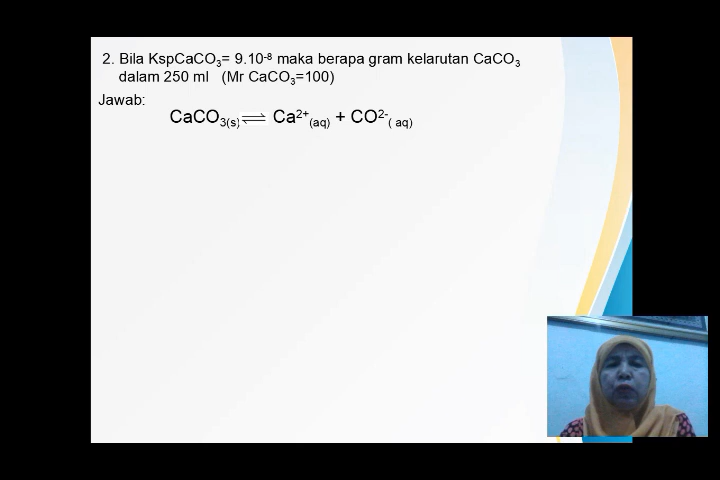 2. Bila KspCaCO₃= 9.10⁻⁸ maka berapa gram kelarutan CaCO₃
dalam 250 ml (Mr CaCO₃=100)
Jawab:
CaCO₃₍ₛ₎ ⇌ Ca²⁺(aq) + CO²⁻( aq)